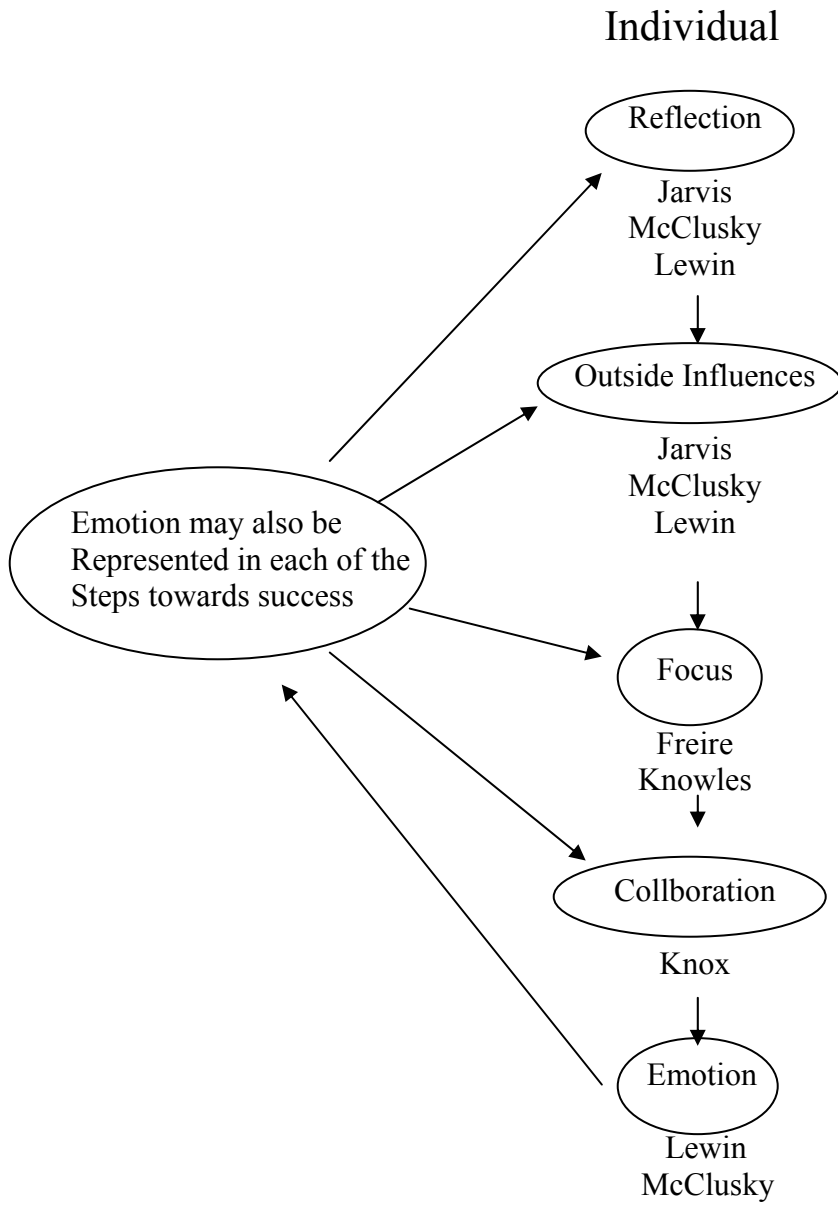 Individual
Reflection
Jarvis
McClusky
Lewin
Outside Influences
Jarvis
McClusky
Lewin
Emotion may also be
Represented in each of the
Steps towards success
Focus
Freire
Knowles
Collboration
Knox
Emotion
Lewin
McClusky